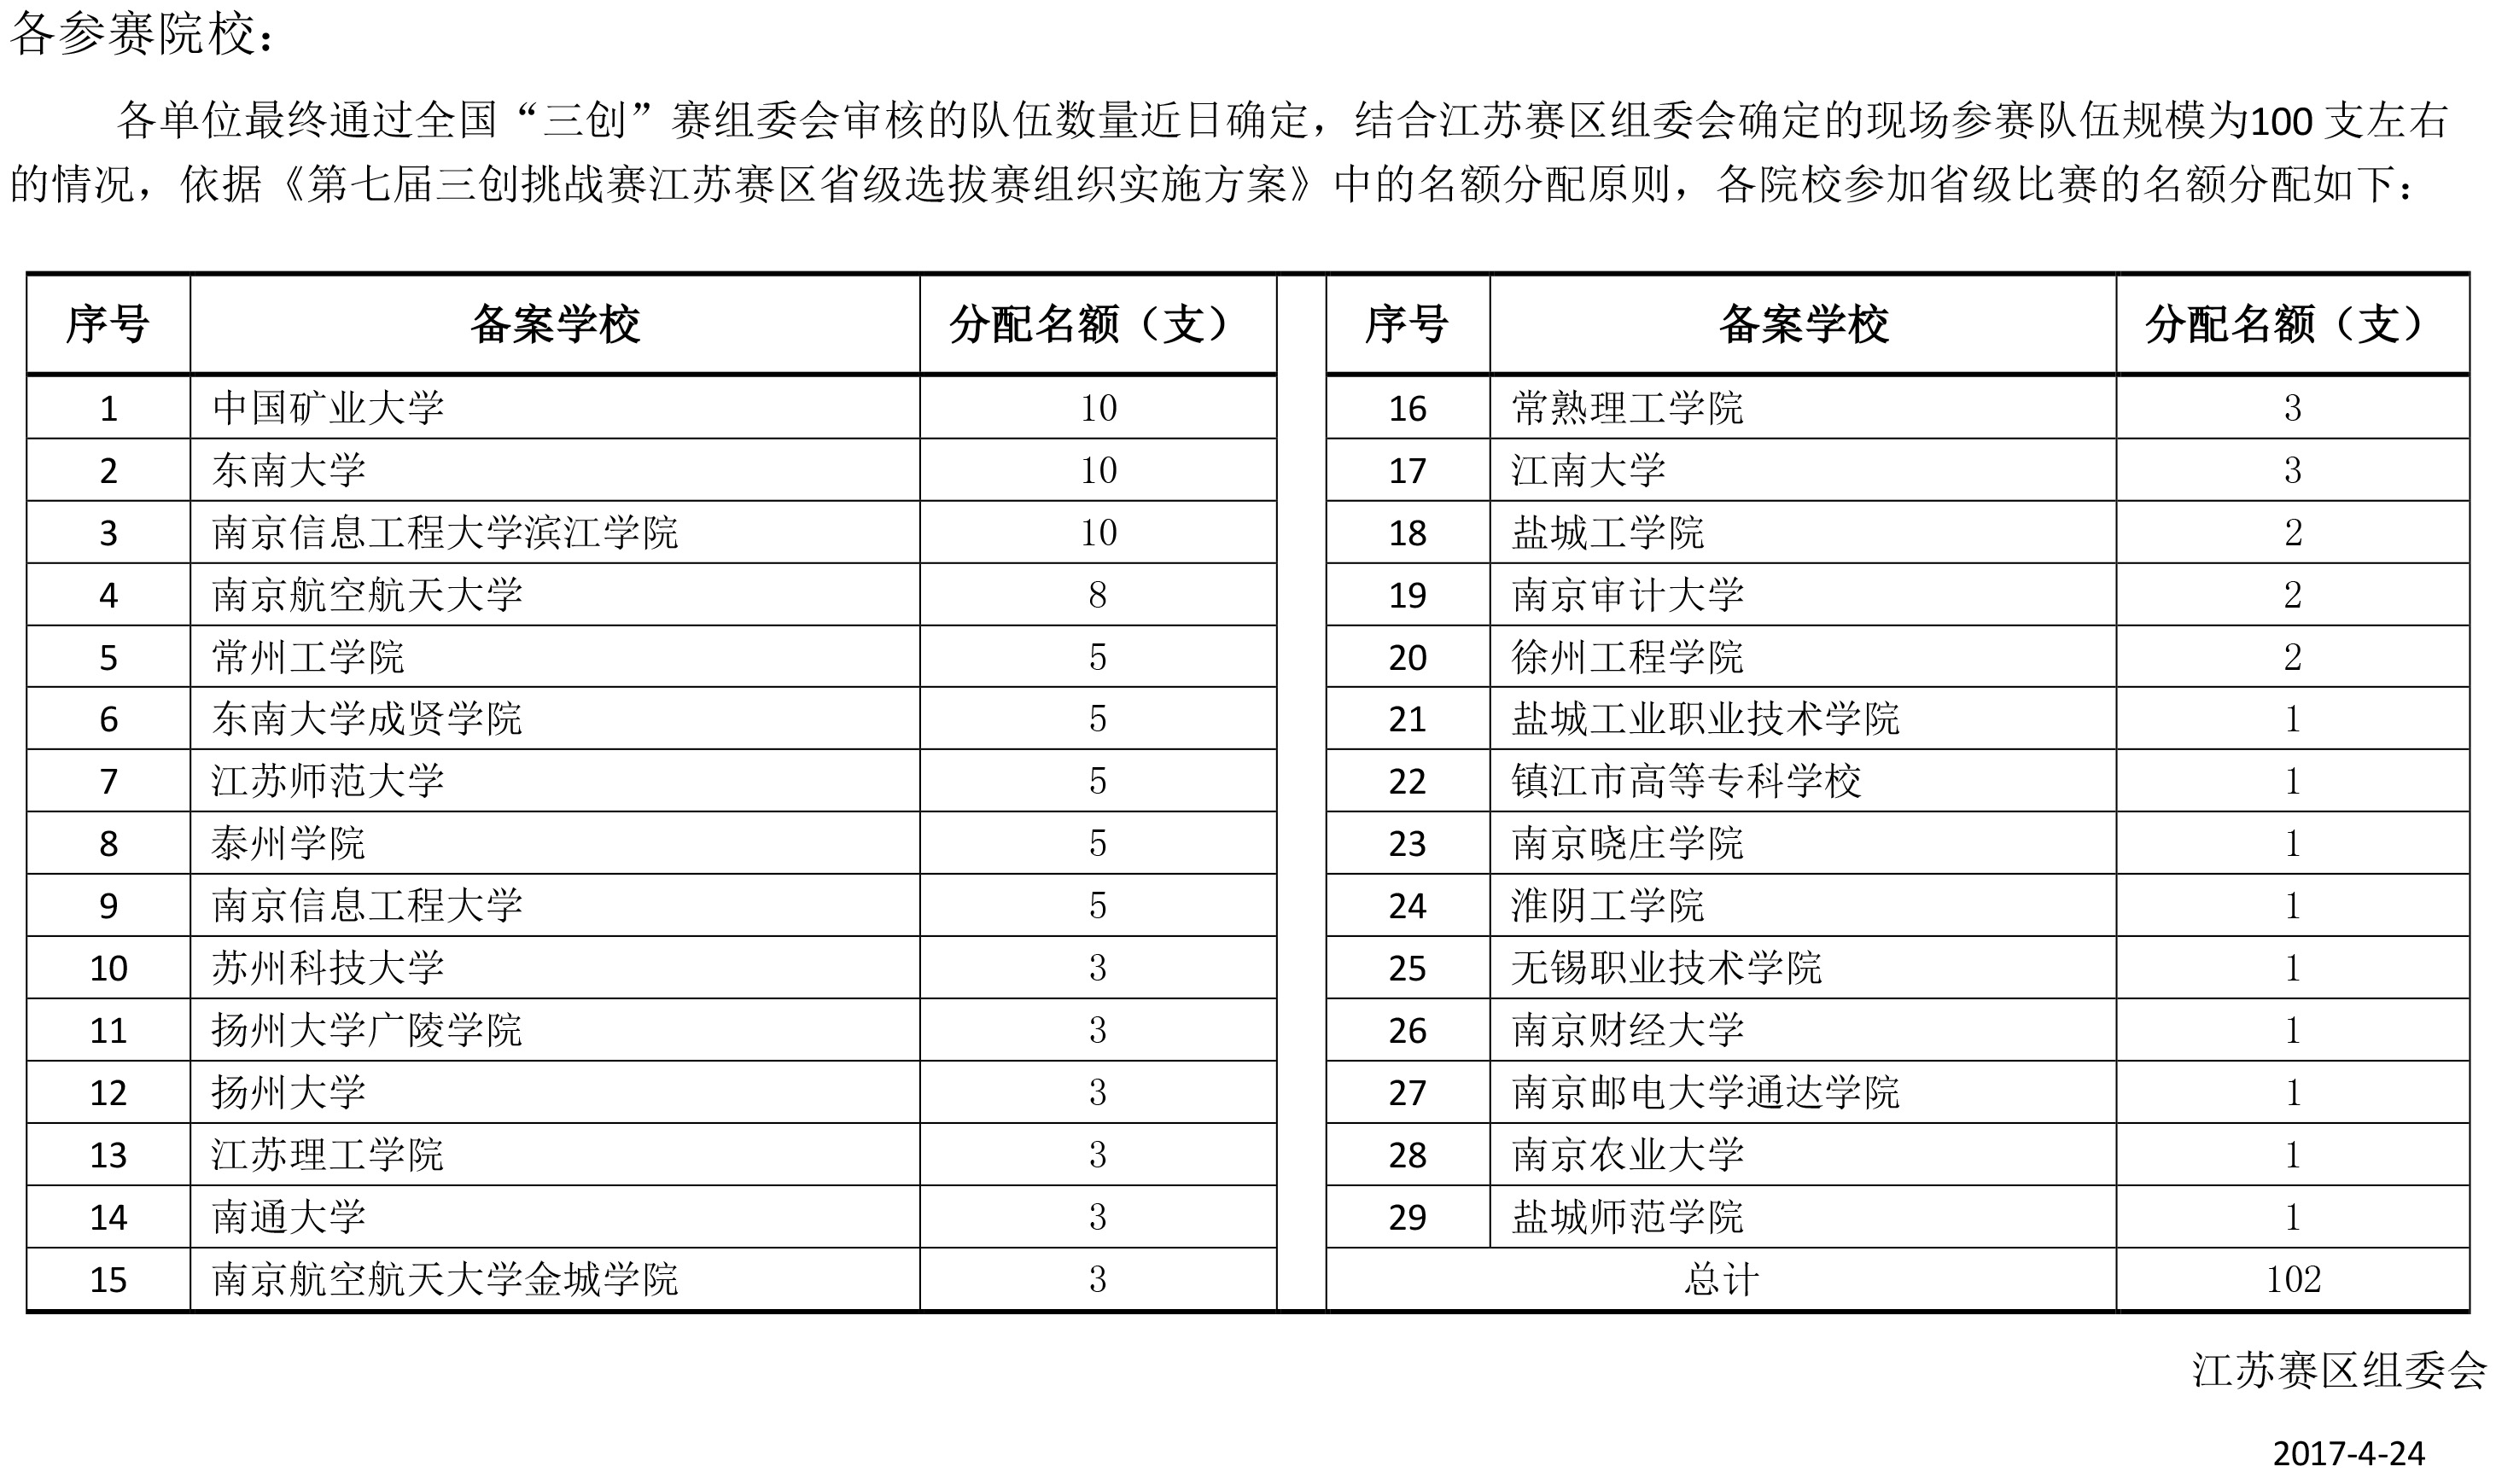 各参赛院校：
各单位最终通过全国“三创”赛组委会审核的队伍数量近日确定，结合江苏赛区组委会确定的现场参赛队伍规模为100 支左右
的情况，依据《第七届三创挑战赛江苏赛区省级选拔赛组织实施方案》中的名额分配原则，各院校参加省级比赛的名额分配如下：
序号 备案学校 分配名额（支） 序号 备案学校 分配名额（支）
1 中国矿业大学 10 16 常熟理工学院 3
2 东南大学 10 17 江南大学 3
3 南京信息工程大学滨江学院 10 18 盐城工学院 2
4 南京航空航天大学 8 19 南京审计大学 2
5 常州工学院 5 20 徐州工程学院 2
6 东南大学成贤学院 5 21 盐城工业职业技术学院 1
7 江苏师范大学 5 22 镇江市高等专科学校 1
8 泰州学院 5 23 南京晓庄学院 1
9 南京信息工程大学 5 24 淮阴工学院 1
10 苏州科技大学 3 25 无锡职业技术学院 1
11 扬州大学广陵学院 3 26 南京财经大学 1
12 扬州大学 3 27 南京邮电大学通达学院 1
13 江苏理工学院 3 28 南京农业大学 1
14 南通大学 3 29 盐城师范学院 1
15 南京航空航天大学金城学院 3 总计 102
江苏赛区组委会
2017-4-24